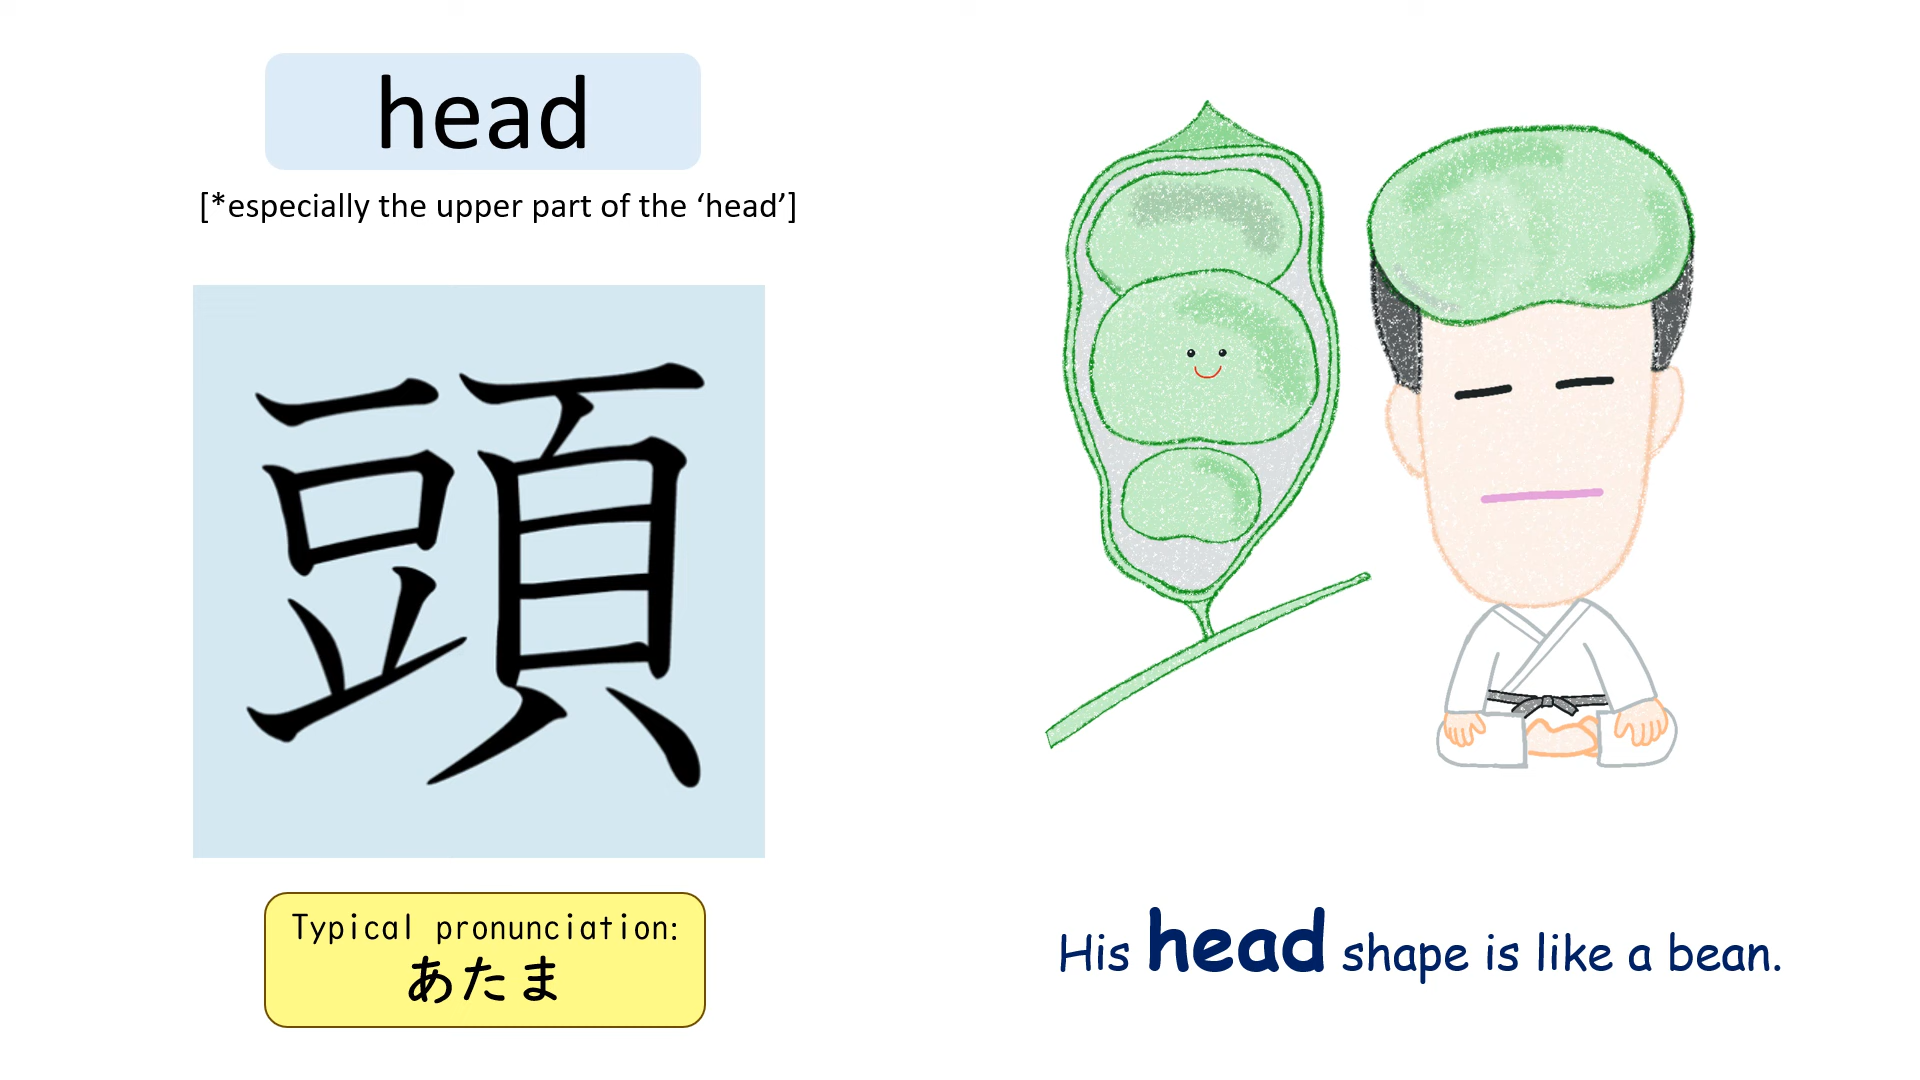 head
[*especially the upper part of the ‘head’]
頭
Typical pronunciation:
あたま
His head shape is like a bean.